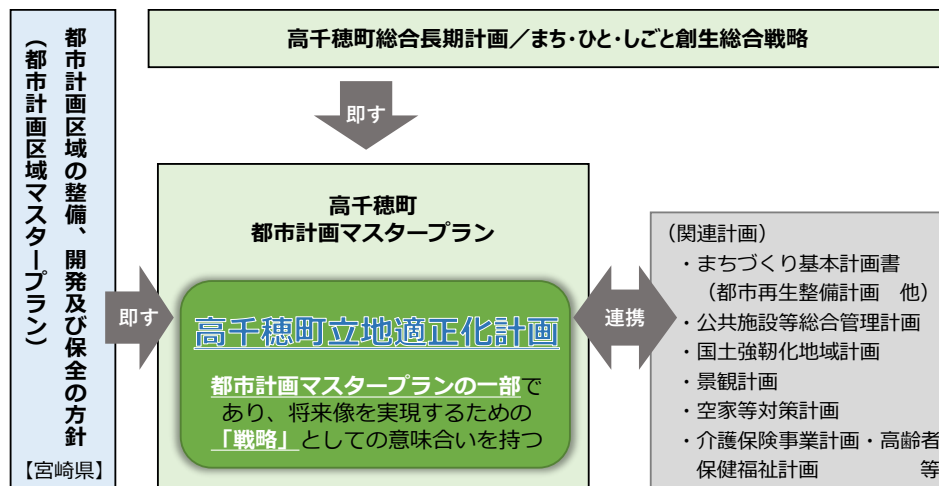 都市計画区域の整備、開発及び保全の方針
（都市計画区域マスタープラン）
【宮崎県】
高千穂町総合長期計画／まち・ひと・しごと創生総合戦略
即す
高千穂町
都市計画マスタープラン
即す
高千穂町立地適正化計画
都市計画マスタープランの一部で
あり、将来像を実現するための
「戦略」としての意味合いを持つ
連携
（関連計画）
・まちづくり基本計画書
（都市再生整備計画　他）
・公共施設等総合管理計画
・国土強靭化地域計画
・景観計画
・空家等対策計画
・介護保険事業計画・高齢者
保健福祉計画　　　　　等